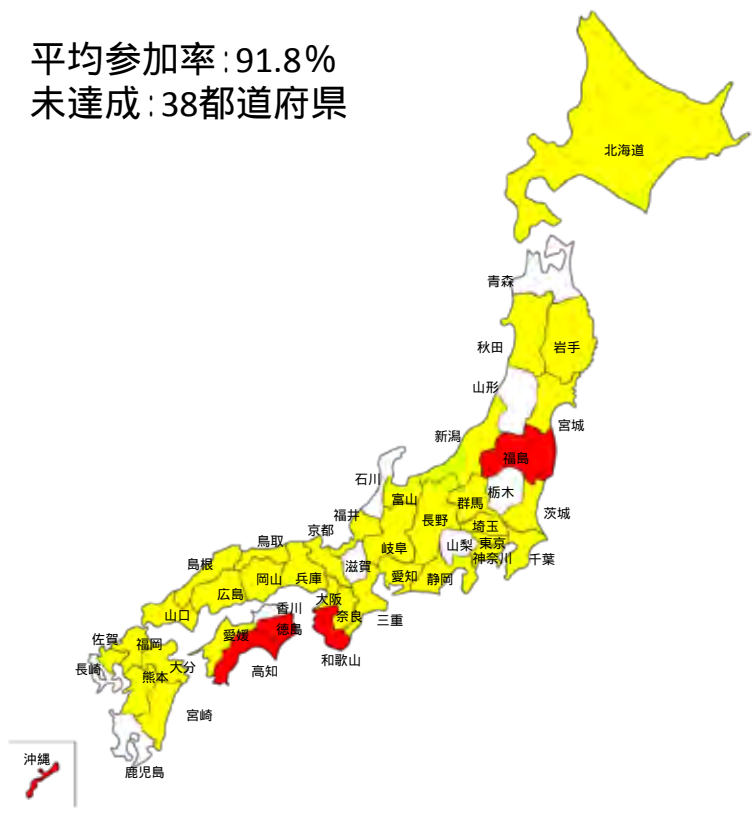 平均参加率：91.8％
未達成：38都道府県
北海道
青森
秋田
岩手
山形
宮城
新潟
福島
石川
栃木
富山
群馬
福井
長野
茨城
埼玉
京都
岐阜
山梨
東京
鳥取
神奈川
千葉
島根
滋賀
岡山
兵庫
愛知
静岡
広島
大阪
香川
奈良
山口
三重
徳島
愛媛
佐賀
福岡
和歌山
長崎
大分
高知
熊本
宮崎
沖縄
鹿児島